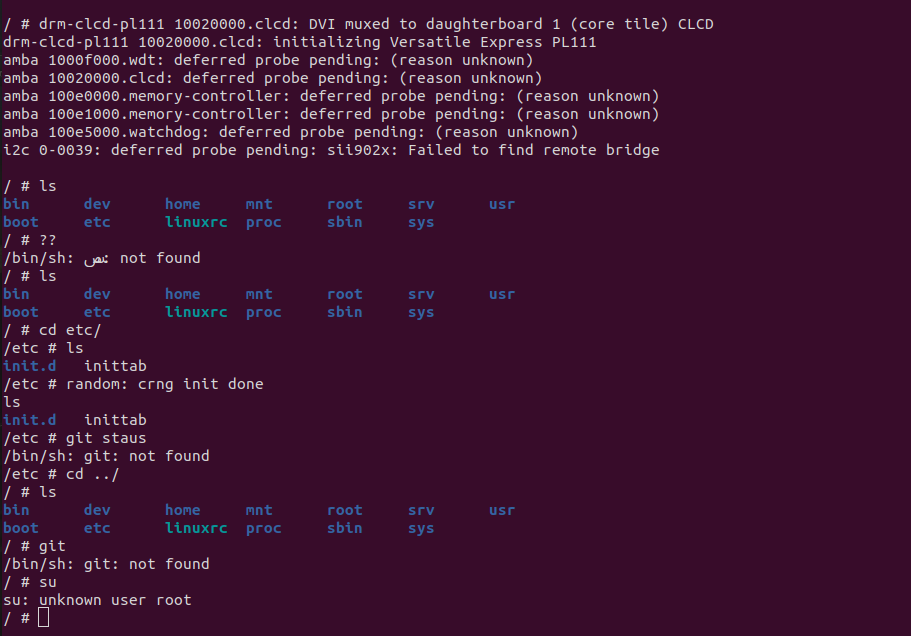 / # drm-clcd-pl111 10020000.clcd: DVI muxed to daughterboard 1 (core tile) CLCD
drm-clcd-pl111 10020000.clcd: initializing Versatile Express PL111
amba 1000f000.wdt: deferred probe pending: (reason unknown)
amba 10020000.clcd: deferred probe pending: (reason unknown)
amba 100e0000.memory-controller: deferred probe pending: (reason unknown)
amba 100e1000.memory-controller: deferred probe pending: (reason unknown)
amba 100e5000.watchdog: deferred probe pending: (reason unknown)
i2c 0-0039: deferred probe pending: sii902x: Failed to find remote bridge
/ # ls
bin dev home mnt root srv usr
boot etc linuxrc proc sbin sys
/ # ??
/bin/sh: : not found
/ # ls
bin dev home mnt root srv usr
boot etc linuxrc proc sbin sys
/ # cd etc/
/etc # ls
init.d inittab
/etc # random: crng init done
ls
init.d inittab
/etc # git staus
/bin/sh: git: not found
/etc # cd ../
/ # ls
bin dev home mnt root srv usr
boot etc linuxrc proc sbin sys
/ # git
/bin/sh: git: not found
/ # su
su: unknown user root
/ #